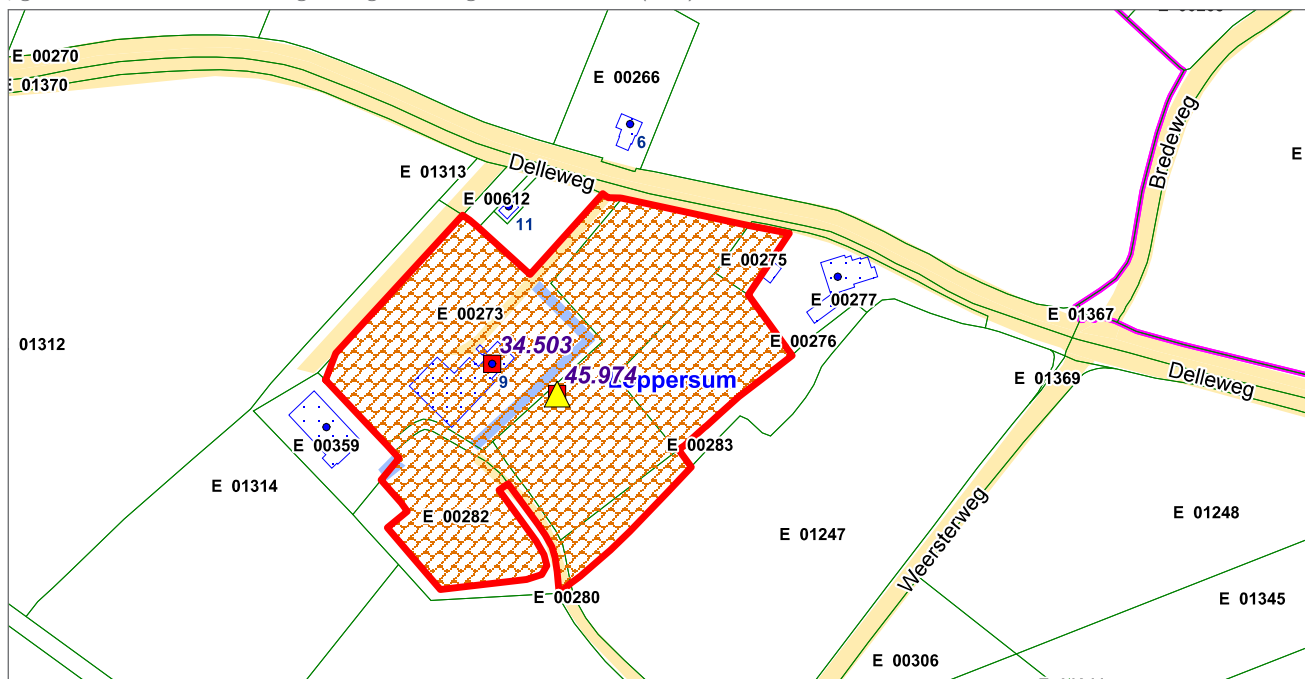 E 00270
E 01370
E 00266
6
Bredeweg
E
E 01313
Delleweg
E 00612
11
E 00275
E 00277
E 00273
E 01367
01312
34.503
E 00276
9
45.974
Loppersum
E 01369
Delleweg
E 00359
E 00283
E 01314
E 00282
E 01247
E 01248
Weersterweg
E 00280
E 01345
E 00306